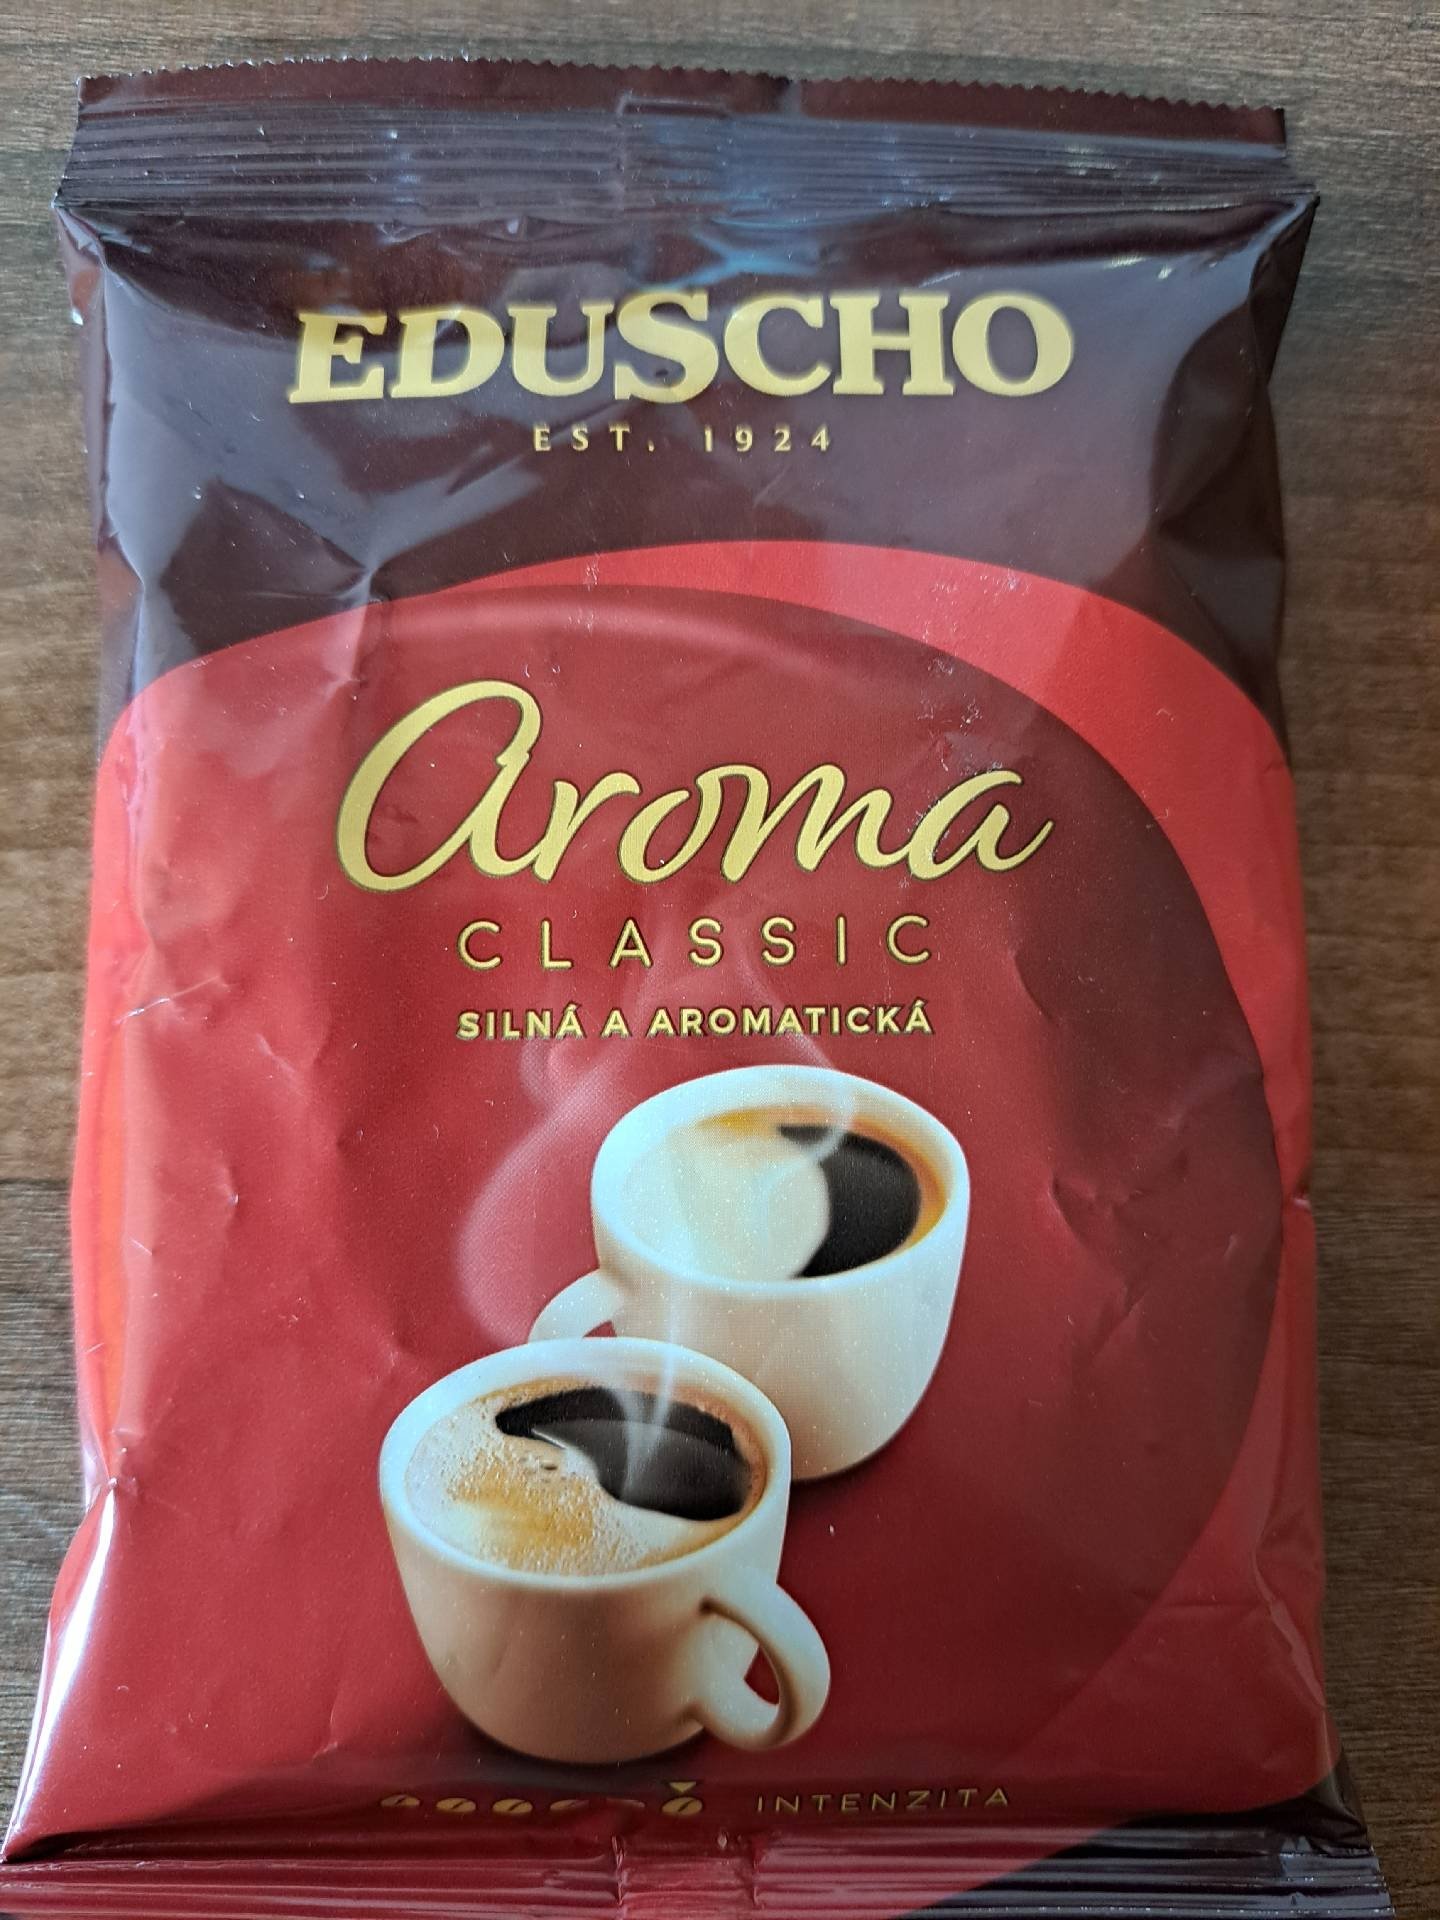 EDUSCHO
EST. 1924
Aroma
CLASSIC
SILNÁ A AROMATICKÁ
INTENZITA